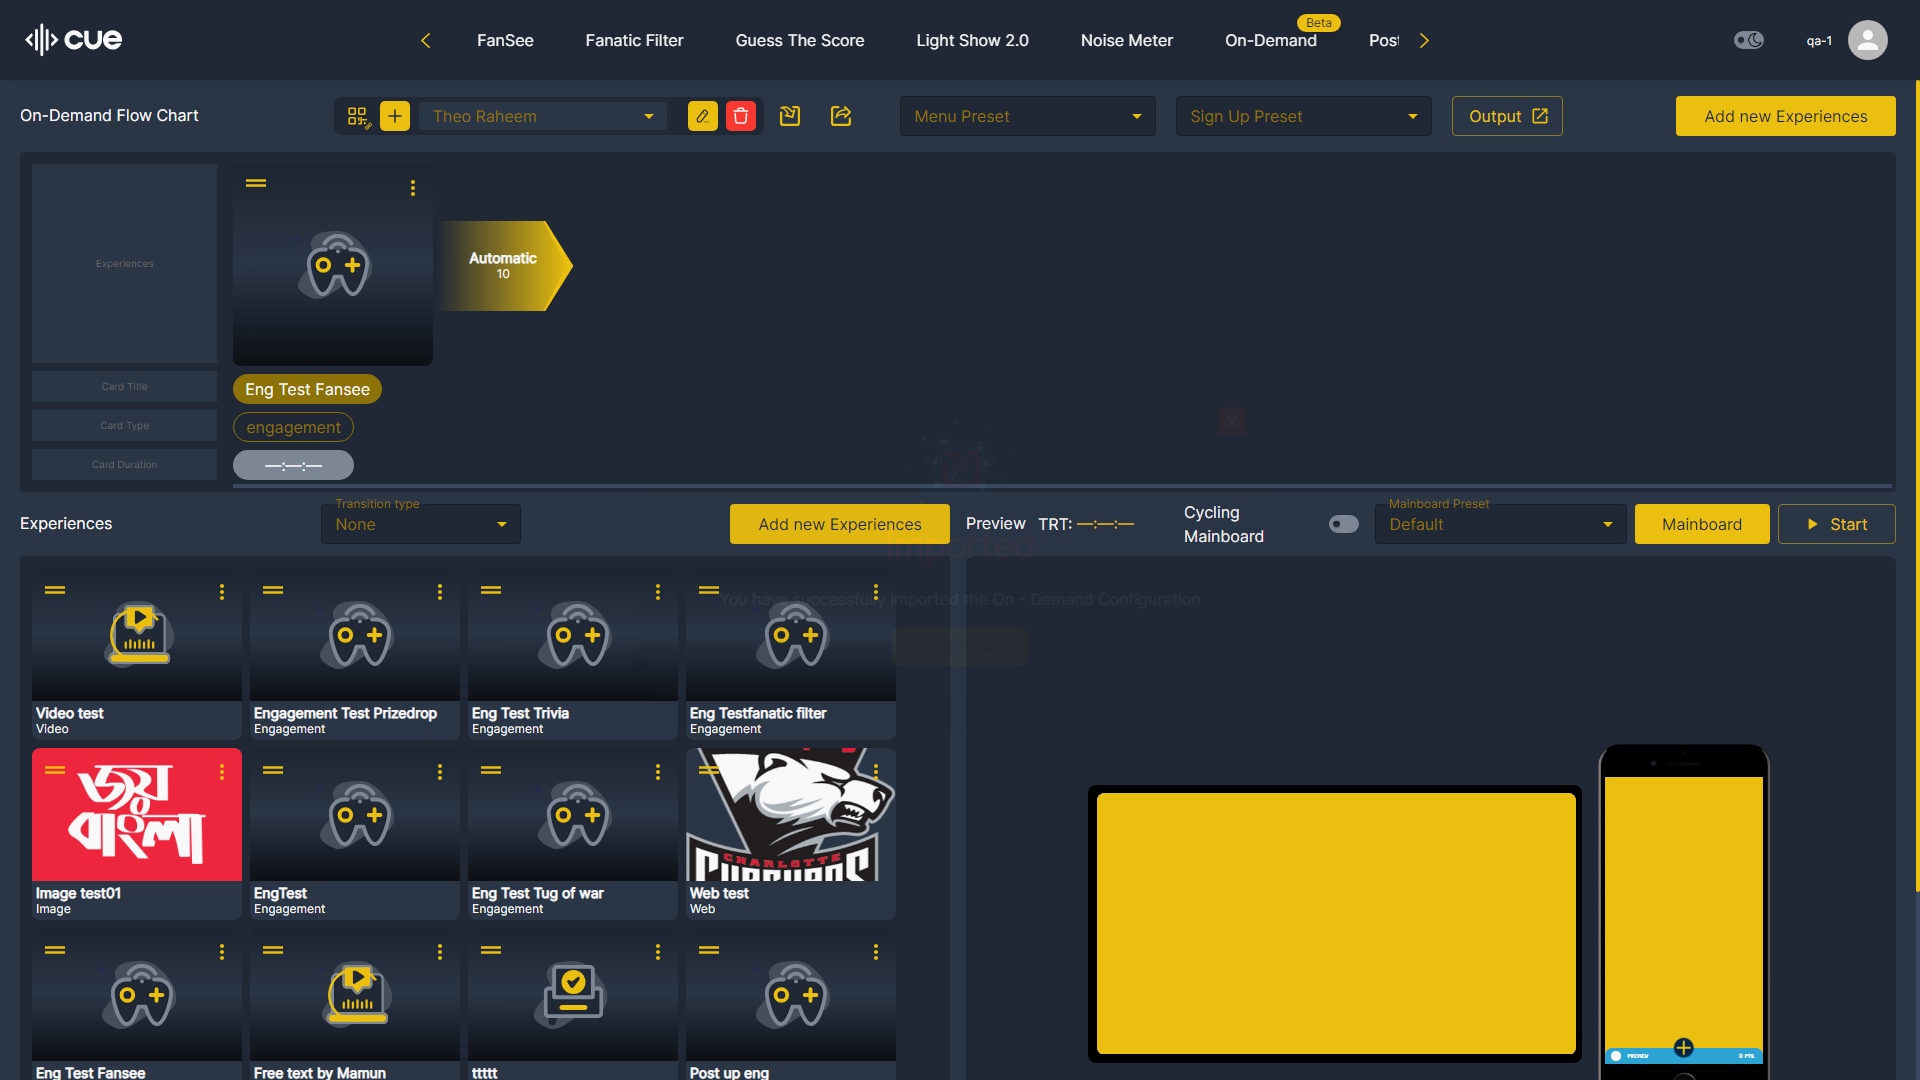 cue
FanSee
Fanatic Filter
Guess The Score
Light Show 2.0
Noise Meter
On-Demand
Beta
Pos
qa-1
On-Demand Flow Chart
Theo Raheem
Menu Preset
Sign Up Preset
Output
Add new Experiences
Experiences
Automatic
10
Card Title
Eng Test Fansee
Card Type
engagement
Card Duration
—:—:—
Experiences
Transition type
None
Add new Experiences
Preview
TRT: —:—:—
Cycling
Mainboard
Mainboard Preset
Default
Mainboard
Start
Imported
You have successfully imported the On - Demand Configuration
Video test
Video
Engagement Test Prizedrop
Engagement
Eng Test Trivia
Engagement
Eng Testfanatic filter
Engagement
জয়
বাংলা
Image test01
Image
EngTest
Engagement
Eng Test Tug of war
Engagement
CHARLOTTE
Web test
Web
Eng Test Fansee
Free text by Mamun
ttttt
Post up eng
PREVIEW
0 PTS.